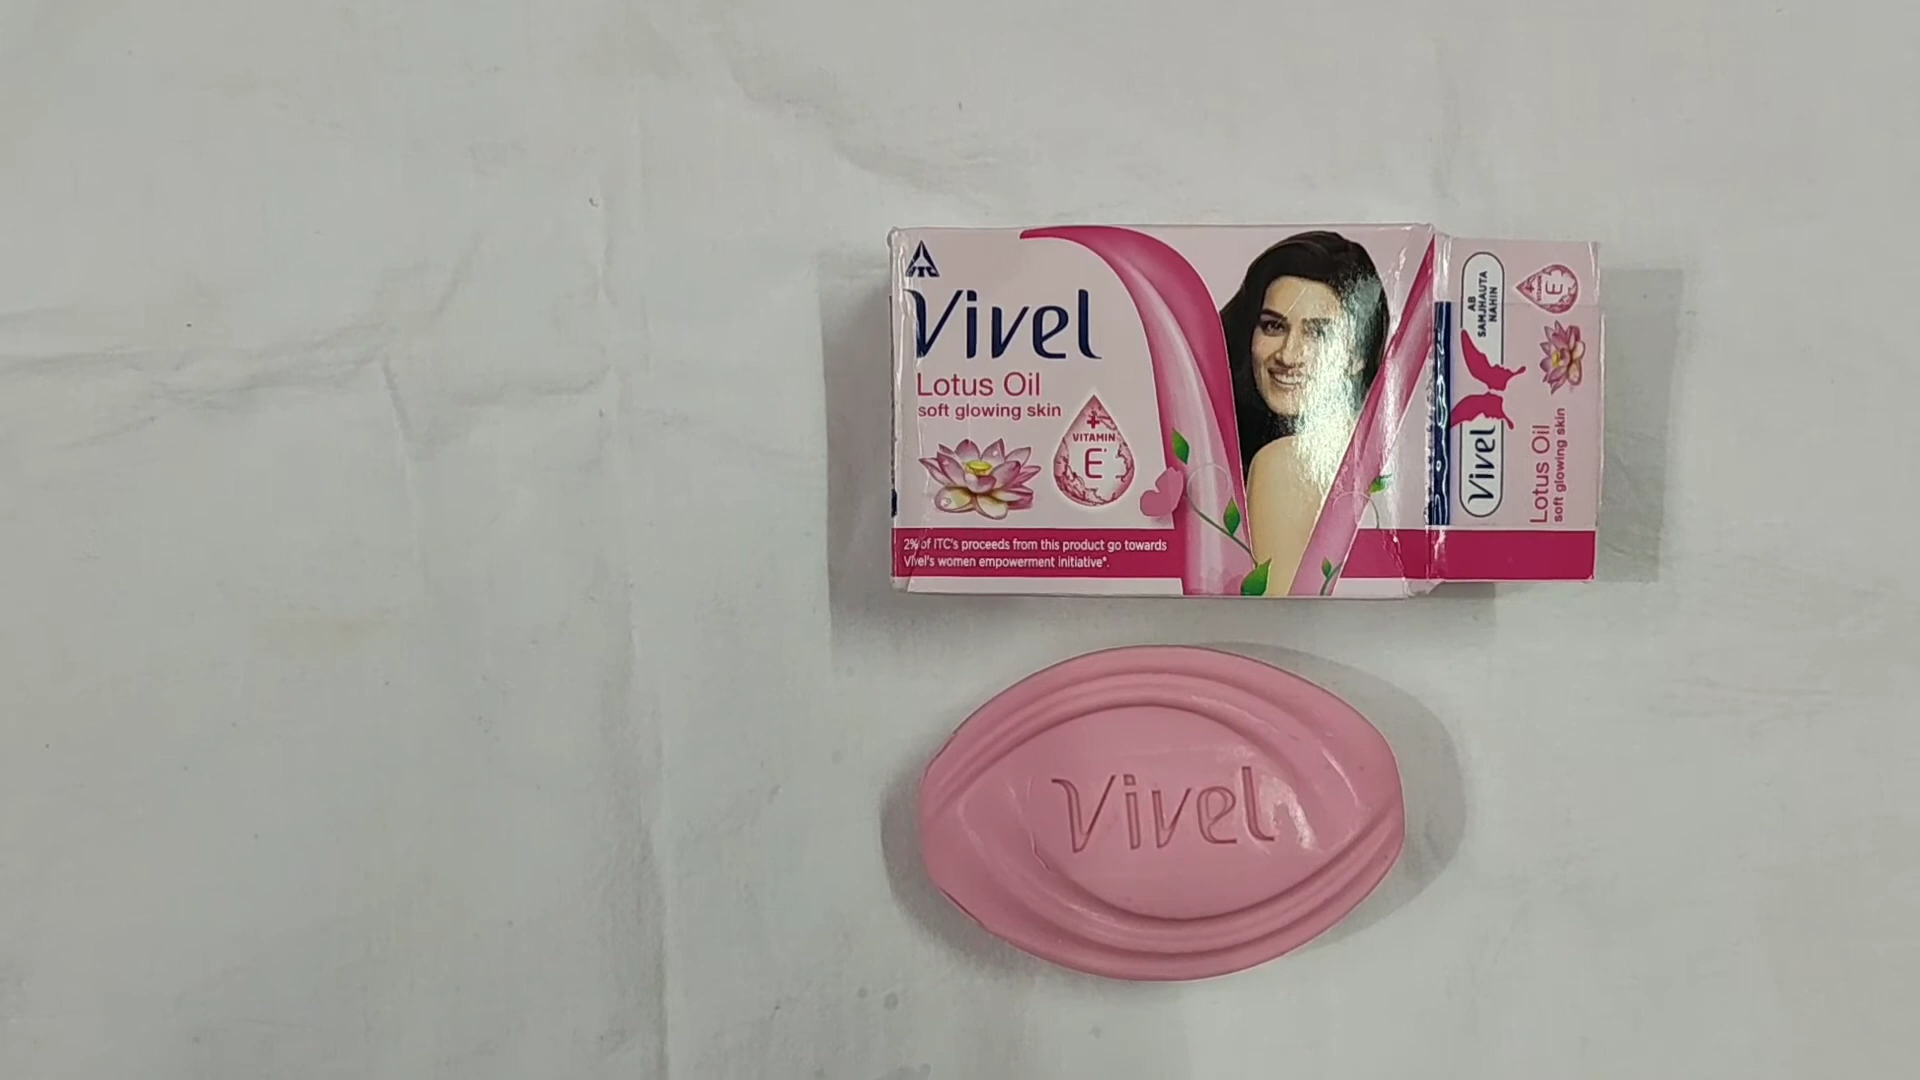 ITC
Vivel
Lotus Oil
soft glowing skin
+
VITAMIN
E*
2% of ITC's proceeds from this product go towards
Vivel's women empowerment initiative*.
Vivel
AB
SAMJHAUTA
NAHIN
Lotus Oil
soft glowing skin
+
VITAMIN
E*
Vivel